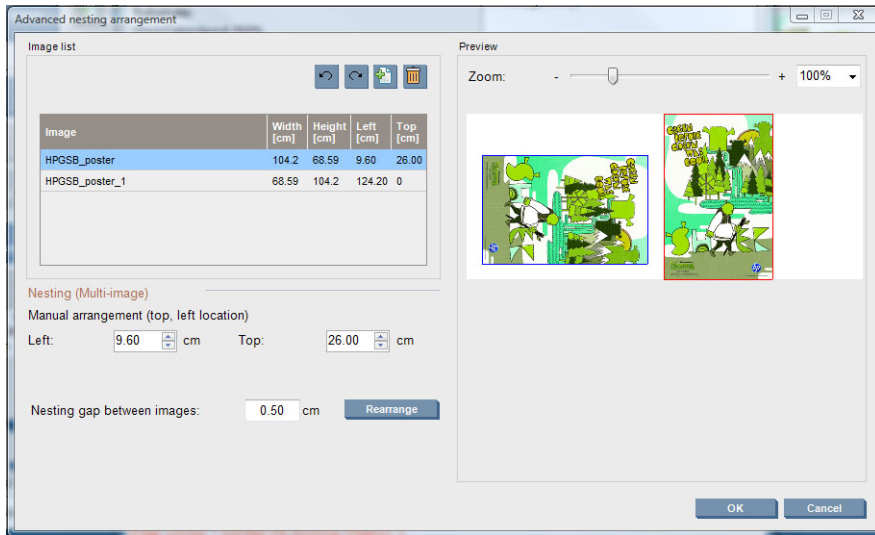 Advanced nesting arrangement
Image list
Image Width [cm] Height [cm] Left [cm] Top [cm]
HPGSB_poster 104.2 68.59 9.60 26.00
HPGSB_poster_1 68.59 104.2 124.20 0
Nesting (Multi-image)
Manual arrangement (top, left location)
Left: 9.60 cm Top: 26.00 cm
Nesting gap between images: 0.50 cm Rearrange
Preview
Zoom: - + 100%
hp
OK Cancel